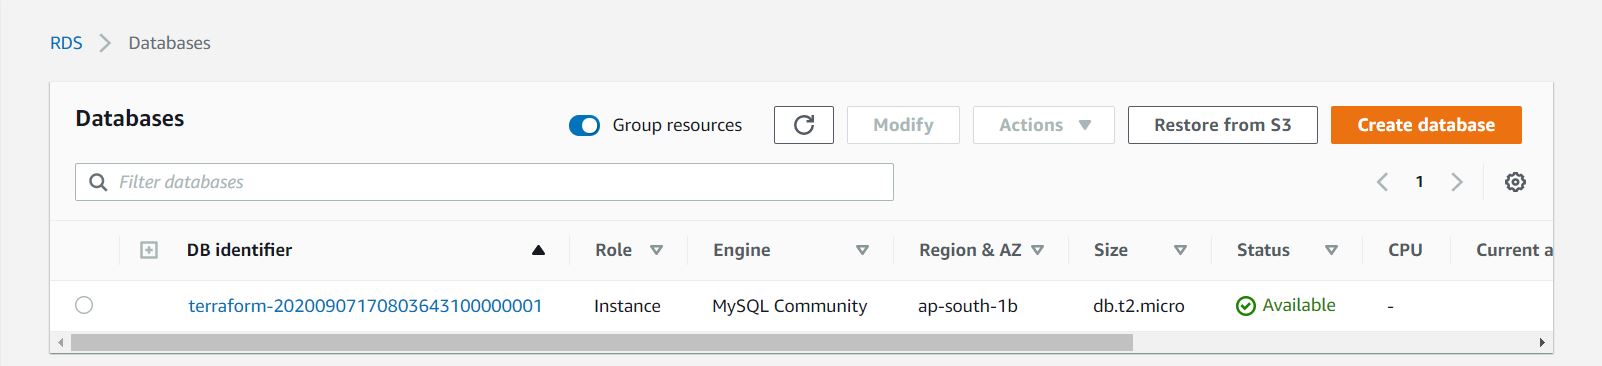 RDS > Databases
Databases
Group resources
Modify
Actions
Restore from S3
Create database
Filter databases
1
DB identifier Role Engine Region & AZ Size Status CPU Current a
terraform-20200907170803643100000001 Instance MySQL Community ap-south-1b db.t2.micro Available -